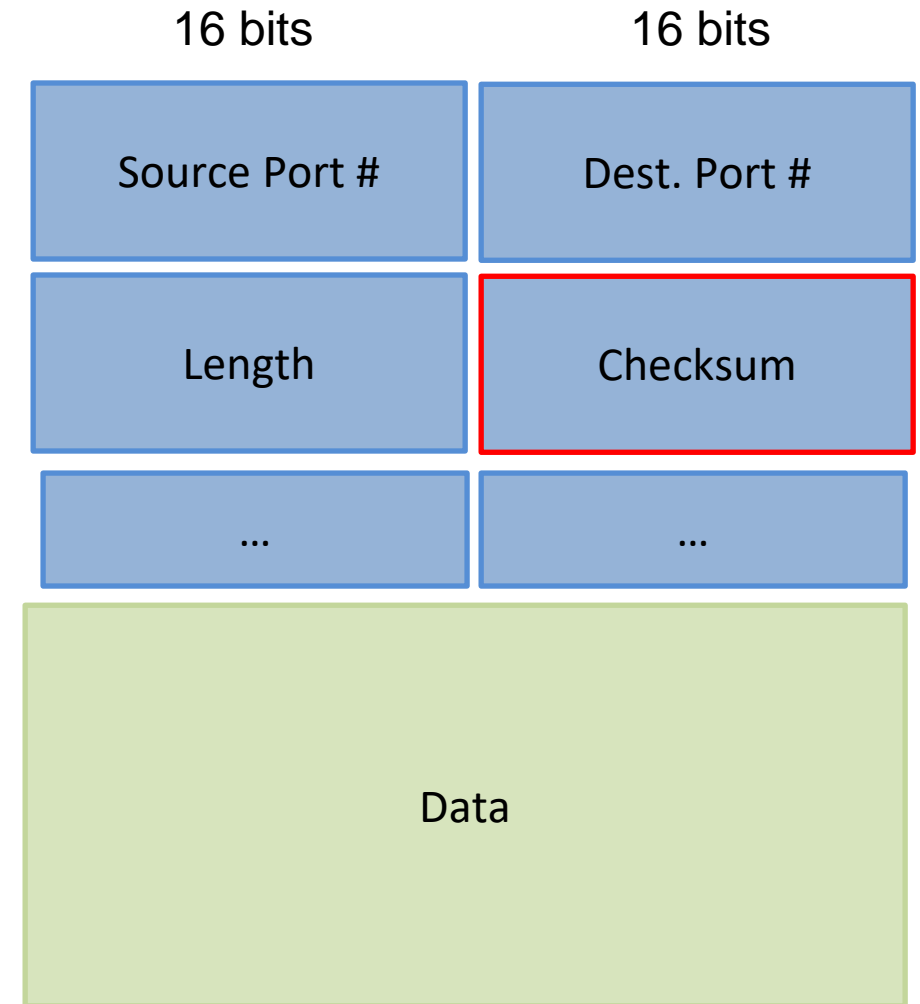 16 bits 16 bits
Source Port # Dest. Port #
Length Checksum
... ...
Data